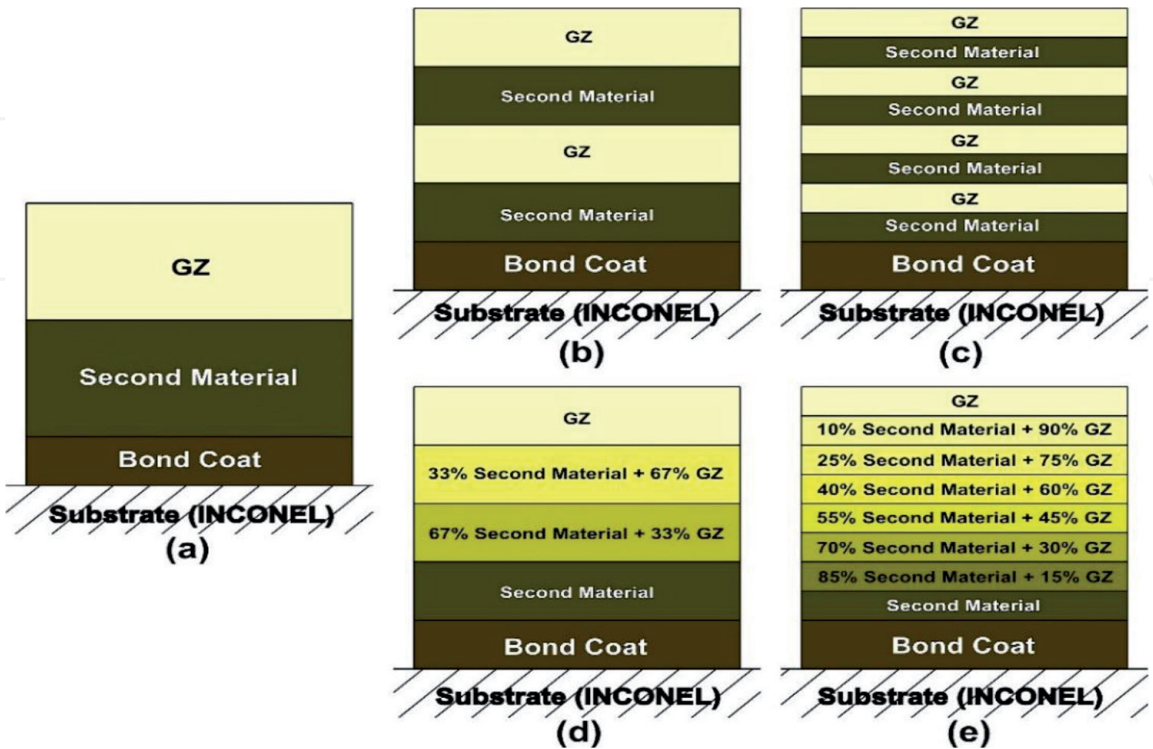 GZ
Second Material
Bond Coat
Substrate (INCONEL)
(a)
GZ
Second Material
GZ
Second Material
Bond Coat
Substrate (INCONEL)
(b)
GZ
Second Material
GZ
Second Material
GZ
Second Material
GZ
Second Material
Bond Coat
Substrate (INCONEL)
(c)
GZ
33% Second Material + 67% GZ
67% Second Material + 33% GZ
Second Material
Bond Coat
Substrate (INCONEL)
(d)
GZ
10% Second Material + 90% GZ
25% Second Material + 75% GZ
40% Second Material + 60% GZ
55% Second Material + 45% GZ
70% Second Material + 30% GZ
85% Second Material + 15% GZ
Second Material
Bond Coat
Substrate (INCONEL)
(e)